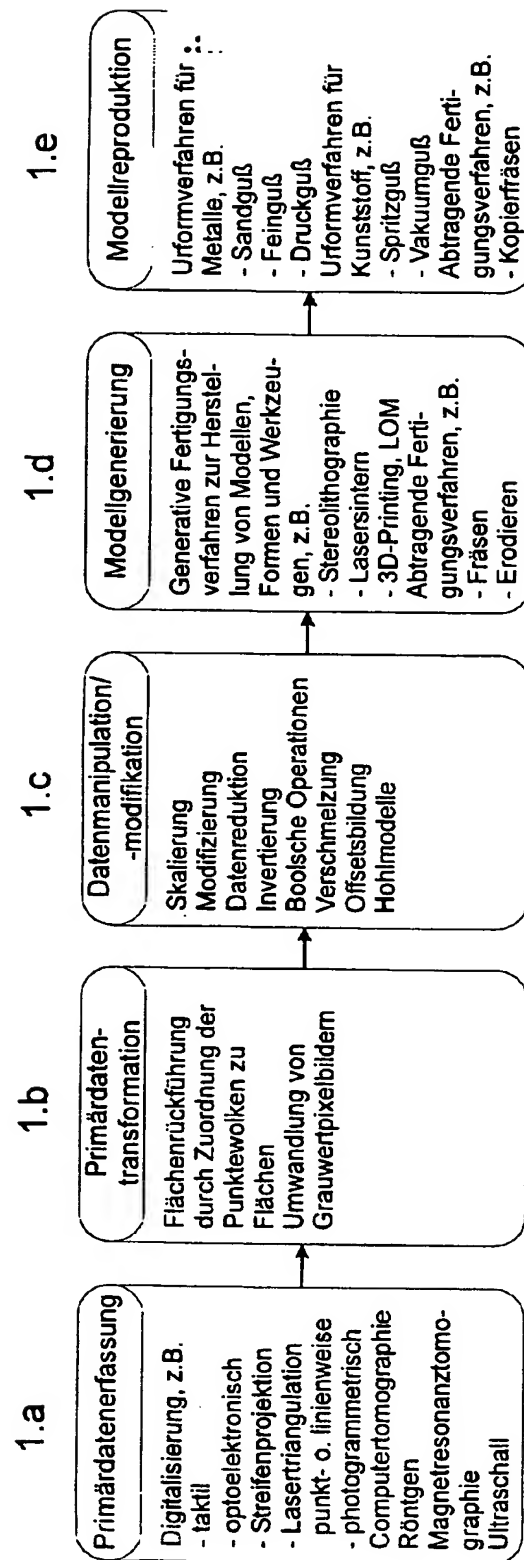 1.a
Primärdatenerfassung
Digitalisierung, z.B.
- taktil
- optoelektronisch
- Streifenprojektion
- Lasertriangulation
punkt- o. linienweise
- photogrammetrisch
Computertomographie
Röntgen
Magnetresonanztomo-
graphie
Ultraschall
1.b
Primärdaten-
transformation
Flächenrückführung
durch Zuordnung der
Punktewolken zu
Flächen
Umwandlung von
Grauwertpixelbildern
1.c
Datenmanipulation/
-modifikation
Skalierung
Modifizierung
Datenreduktion
Invertierung
Boolsche Operationen
Verschmelzung
Offsetsbildung
Hohlmodelle
1.d
Modellgenerierung
Generative Fertigungs-
verfahren zur Herstel-
lung von Modellen,
Formen und Werkzeu-
gen, z.B.
- Stereolithographie
- Lasersintern
- 3D-Printing, LOM
Abtragende Ferti-
gungsverfahren, z.B.
- Fräsen
- Erodieren
1.e
Modellreproduktion
Urformverfahren für
Metalle, z.B.
- Sandguß
- Feinguß
- Druckguß
Urformverfahren für
Kunststoff, z.B.
- Spritzguß
- Vakuumguß
Abtragende Ferti-
gungsverfahren, z.B.
- Kopierfräsen